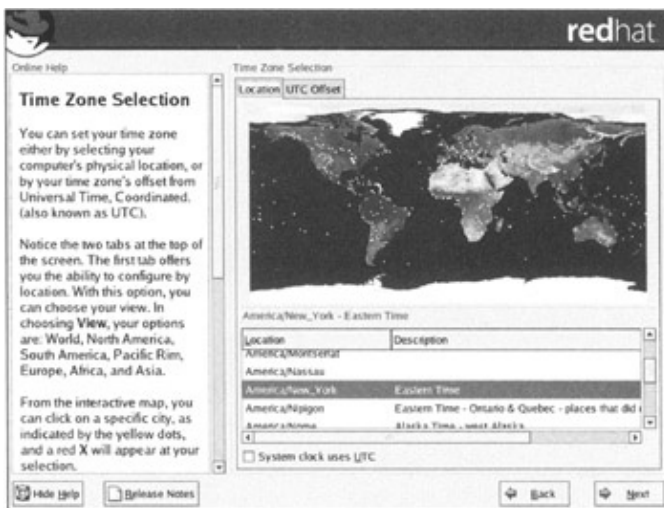 redhat
Online Help
Time Zone Selection
You can set your time zone
either by selecting your
computer's physical location, or
by your time zone's offset from
Universal Time, Coordinated.
(also known as UTC).
Notice the two tabs at the top of
the screen. The first tab offers
you the ability to configure by
location. With this option, you
can choose your view. In
choosing View, your options
are: World, North America,
South America, Pacific Rim,
Europe, Africa, and Asia.
From the interactive map, you
can click on a specific city, as
indicated by the yellow dots,
and a red X will appear at your
selection.
Time Zone Selection
Location UTC Offset
America/New_York - Eastern Time
Location Description
America/Montserrat
America/Nassau
America/New_York Eastern Time
America/Nipigon Eastern Time - Ontario & Quebec - places that did
America/Nome Alaska Time - west Alaska
System clock uses UTC
Hide Help Release Notes Back Next